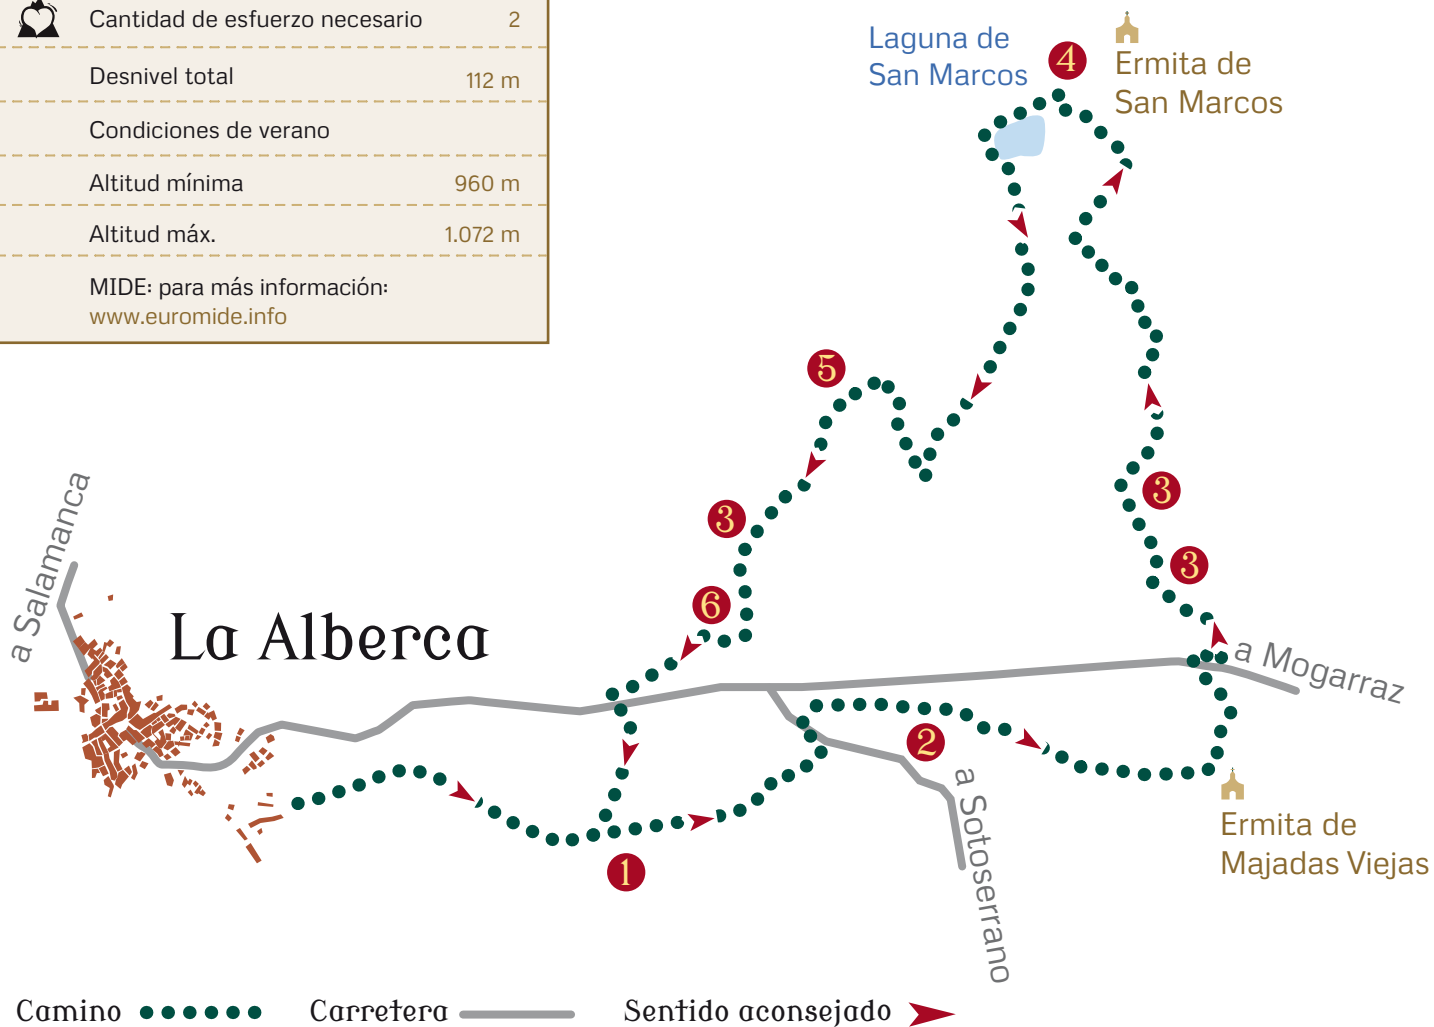 Cantidad de esfuerzo necesario 2
Desnivel total 112 m
Condiciones de verano
Altitud mínima 960 m
Altitud máx. 1.072 m
MIDE: para más información:
www.euromide.info
Laguna de
San Marcos
4
Ermita de
San Marcos
5
3
3
3
6
a Salamanca
La Alberca
a Mogarraz
2
a Sotoserrano
Ermita de
Majadas Viejas
1
Camino
Carretera
Sentido aconsejado